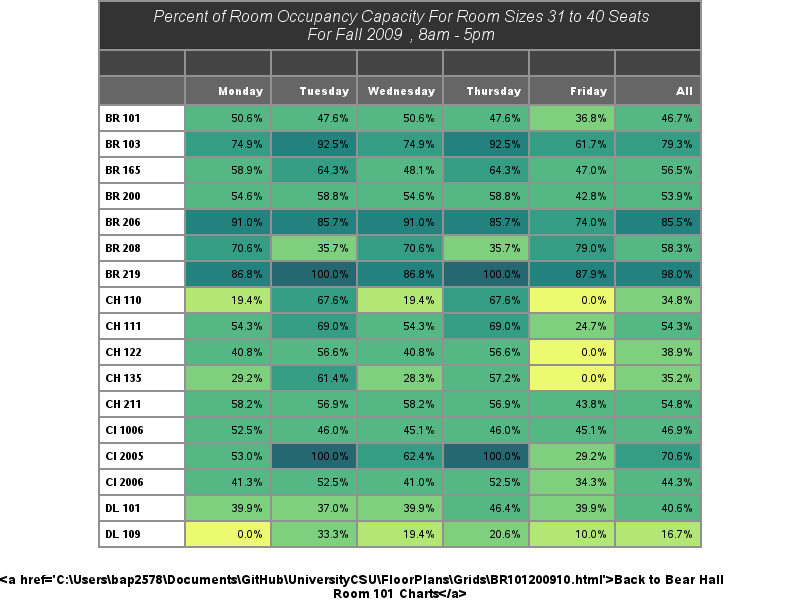 Percent of Room Occupancy Capacity For Room Sizes 31 to 40 Seats
For Fall 2009 , 8am - 5pm
Monday Tuesday Wednesday Thursday Friday All
BR 101 50.6% 47.6% 50.6% 47.6% 36.8% 46.7%
BR 103 74.9% 92.5% 74.9% 92.5% 61.7% 79.3%
BR 165 58.9% 64.3% 48.1% 64.3% 47.0% 56.5%
BR 200 54.6% 58.8% 54.6% 58.8% 42.8% 53.9%
BR 206 91.0% 85.7% 91.0% 85.7% 74.0% 85.5%
BR 208 70.6% 35.7% 70.6% 35.7% 79.0% 58.3%
BR 219 86.8% 100.0% 86.8% 100.0% 87.9% 98.0%
CH 110 19.4% 67.6% 19.4% 67.6% 0.0% 34.8%
CH 111 54.3% 69.0% 54.3% 69.0% 24.7% 54.3%
CH 122 40.8% 56.6% 40.8% 56.6% 0.0% 38.9%
CH 135 29.2% 61.4% 28.3% 57.2% 0.0% 35.2%
CH 211 58.2% 56.9% 58.2% 56.9% 43.8% 54.8%
CI 1006 52.5% 46.0% 45.1% 46.0% 45.1% 46.9%
CI 2005 53.0% 100.0% 62.4% 100.0% 29.2% 70.6%
CI 2006 41.3% 52.5% 41.0% 52.5% 34.3% 44.3%
DL 101 39.9% 37.0% 39.9% 46.4% 39.9% 40.6%
DL 109 0.0% 33.3% 19.4% 20.6% 10.0% 16.7%
<a href='C:\Users\bap2578\Documents\GitHub\UniversityCSU\FloorPlans\Grids\BR101200910.html'>Back to Bear Hall
Room 101 Charts</a>